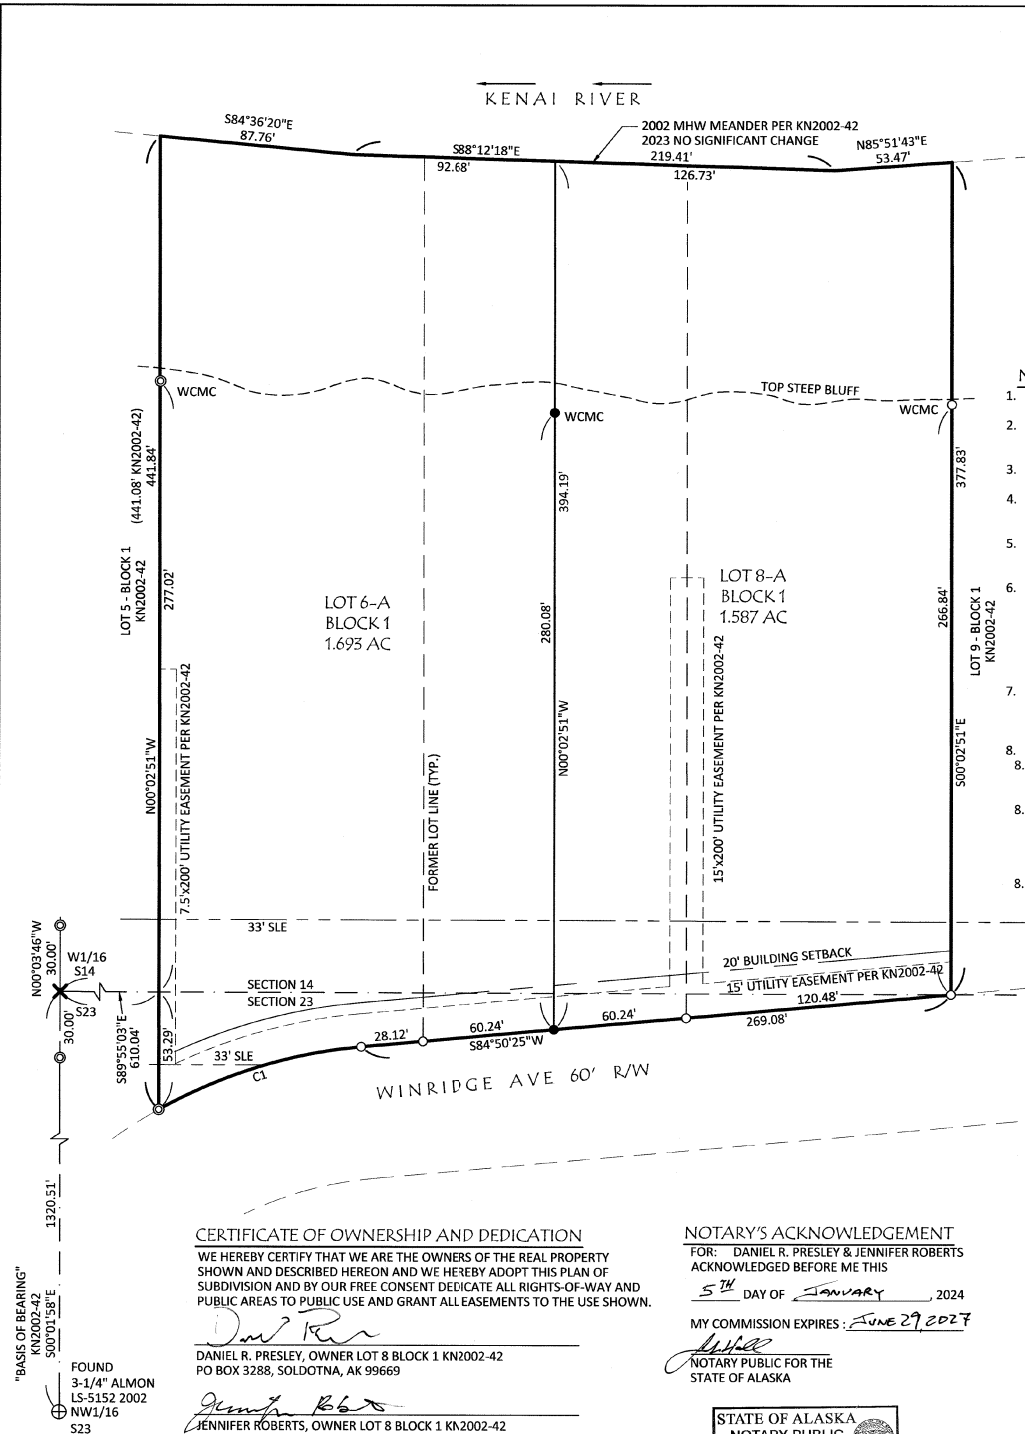 KENAI RIVER
S84°36'20"E
87.76'
2002 MHW MEANDER PER KN2002-42
2023 NO SIGNIFICANT CHANGE
S88°12'18"E
92.68'
219.41'
126.73'
N85°51'43"E
53.47'
TOP STEEP BLUFF
WCMC
WCMC
WCMC
N
1.
2.
3.
4.
5.
6.
7.
8.
8.
8.
8.
(441.08' KN2002-42)
441.84'
LOT 5 - BLOCK 1
KN2002-42
277.02'
394.19'
280.08'
377.83'
266.84'
LOT 9 - BLOCK 1
KN2002-42
LOT 6-A
BLOCK 1
1.693 AC
LOT 8-A
BLOCK 1
1.587 AC
7.5'x200' UTILITY EASEMENT PER KN2002-42
N00°02'51"W
FORMER LOT LINE (TYP.)
N00°02'51"W
15'x200' UTILITY EASEMENT PER KN2002-42
S00°02'51"E
33' SLE
N00°03'46"W
30.00'
W1/16
S14
S23
30.00'
S89°55'03"E
610.04'
53.29'
SECTION 14
SECTION 23
20' BUILDING SETBACK
15' UTILITY EASEMENT PER KN2002-42
33' SLE
C1
28.12'
60.24'
S84°50'25"W
60.24'
120.48'
269.08'
WINRIDGE AVE 60' R/W
1320.51'
"BASIS OF BEARING"
KN2002-42
S00°01'58"E
FOUND
3-1/4" ALMON
LS-5152 2002
NW1/16
S23
CERTIFICATE OF OWNERSHIP AND DEDICATION
WE HEREBY CERTIFY THAT WE ARE THE OWNERS OF THE REAL PROPERTY
SHOWN AND DESCRIBED HEREON AND WE HEREBY ADOPT THIS PLAN OF
SUBDIVISION AND BY OUR FREE CONSENT DEDICATE ALL RIGHTS-OF-WAY AND
PUBLIC AREAS TO PUBLIC USE AND GRANT ALL EASEMENTS TO THE USE SHOWN.
DANIEL R. PRESLEY, OWNER LOT 8 BLOCK 1 KN2002-42
PO BOX 3288, SOLDOTNA, AK 99669
JENNIFER ROBERTS, OWNER LOT 8 BLOCK 1 KN2002-42
NOTARY'S ACKNOWLEDGEMENT
FOR: DANIEL R. PRESLEY & JENNIFER ROBERTS
ACKNOWLEDGED BEFORE ME THIS
5TH DAY OF JANUARY, 2024
MY COMMISSION EXPIRES: JUNE 29, 2027
NOTARY PUBLIC FOR THE
STATE OF ALASKA
STATE OF ALASKA
NOTARY PUBLIC